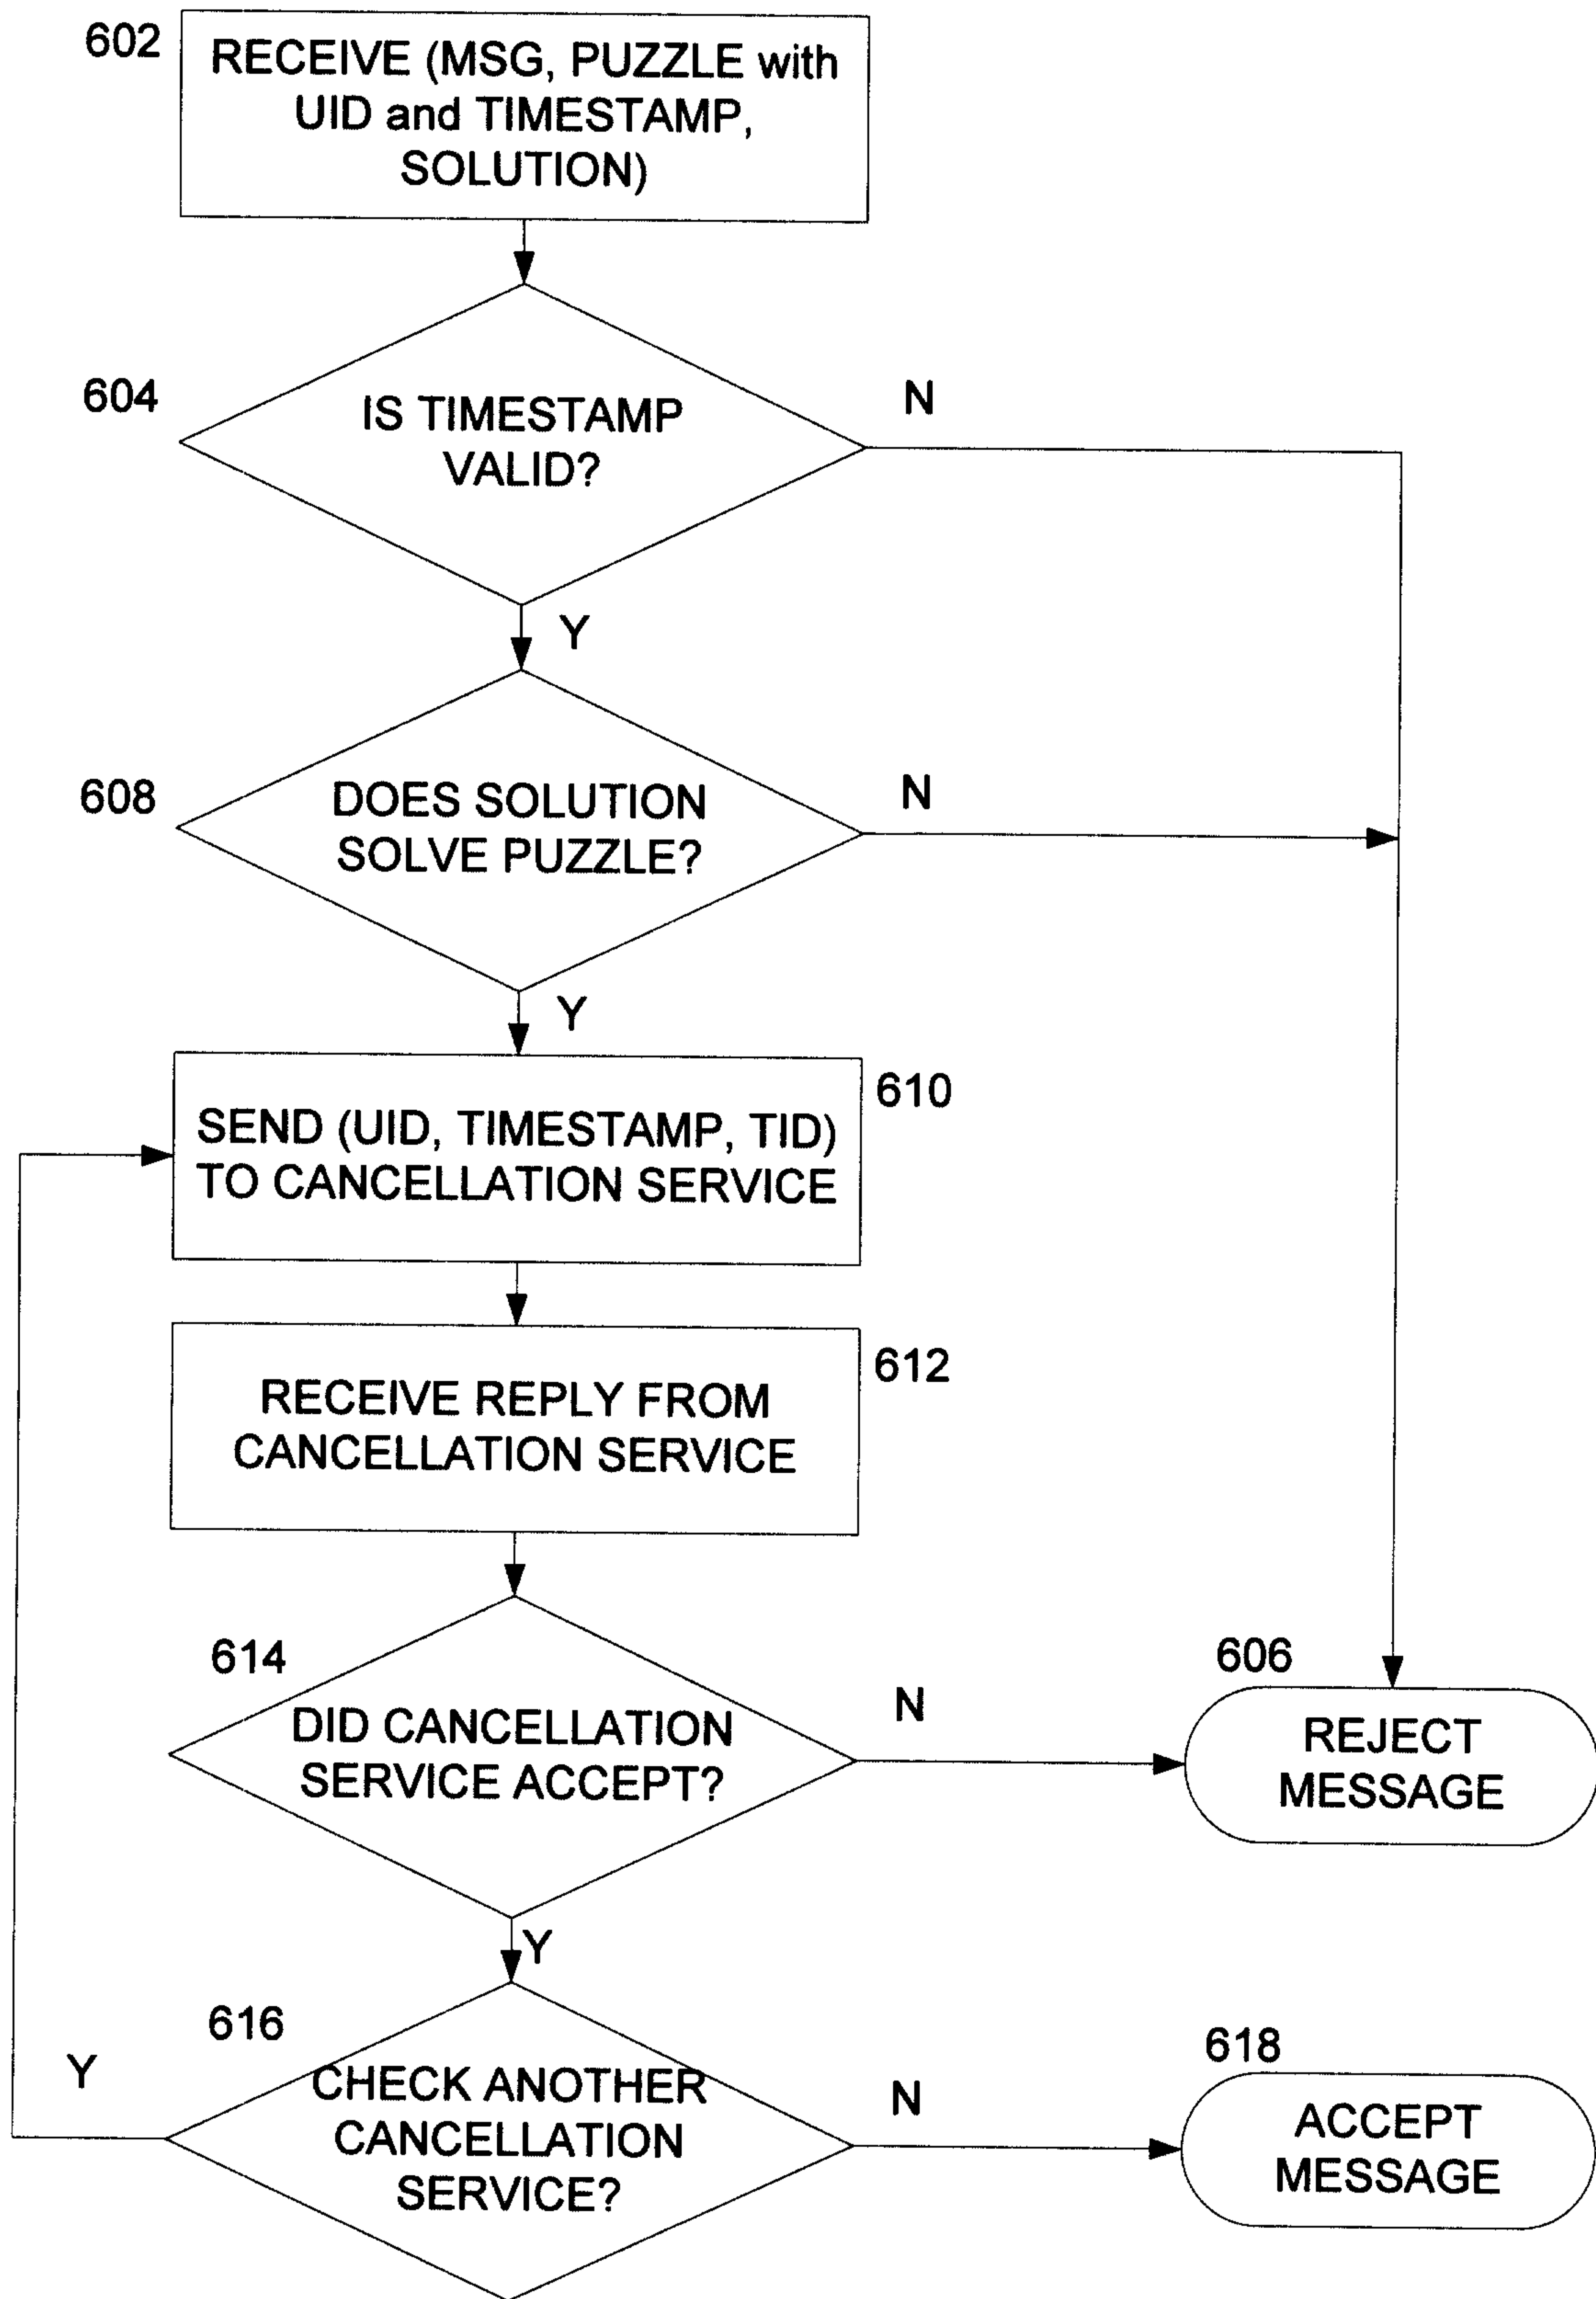 602
RECEIVE (MSG, PUZZLE with
UID and TIMESTAMP,
SOLUTION)
604
IS TIMESTAMP
VALID?
N
Y
608
DOES SOLUTION
SOLVE PUZZLE?
N
Y
610
SEND (UID, TIMESTAMP, TID)
TO CANCELLATION SERVICE
612
RECEIVE REPLY FROM
CANCELLATION SERVICE
614
DID CANCELLATION
SERVICE ACCEPT?
N
606
REJECT
MESSAGE
Y
616
CHECK ANOTHER
CANCELLATION
SERVICE?
Y
N
618
ACCEPT
MESSAGE